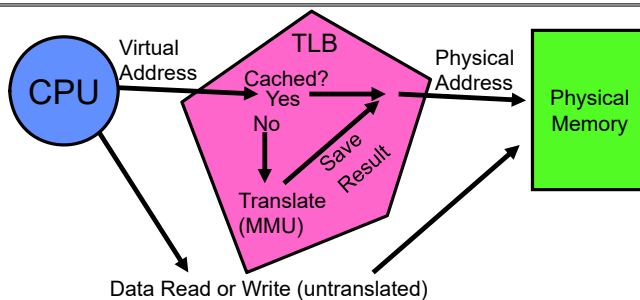 TLB
Virtual
Address
Physical
Address
CPU
Cached?
Yes
No
Save
Result
Translate
(MMU)
Physical
Memory
Data Read or Write (untranslated)